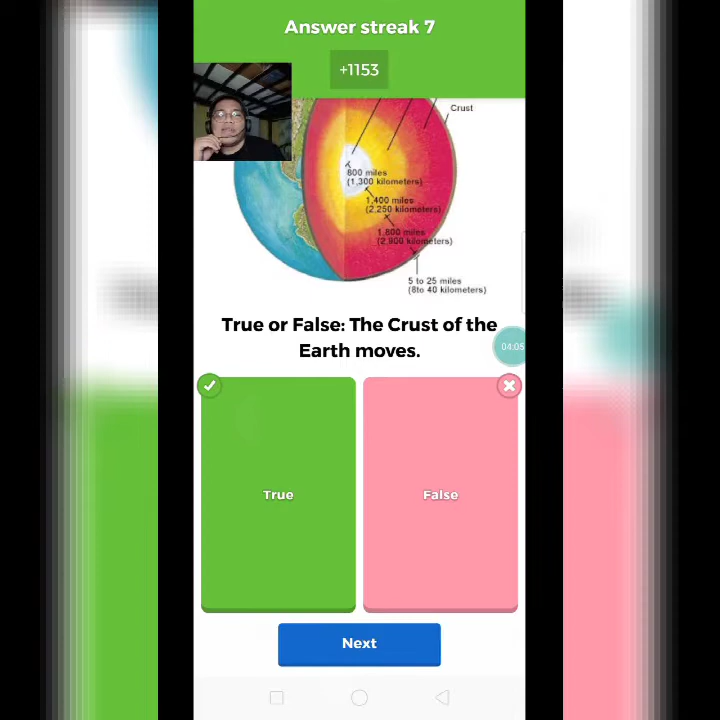 Answer streak 7
+1153
Crust
800 miles
(1,300 kilometers)
1,400 miles
(2,250 kilometers)
1,800 miles
(2,900 kilometers)
5 to 25 miles
(8to 40 kilometers)
True or False: The Crust of the
Earth moves.
04:05
True
False
Next